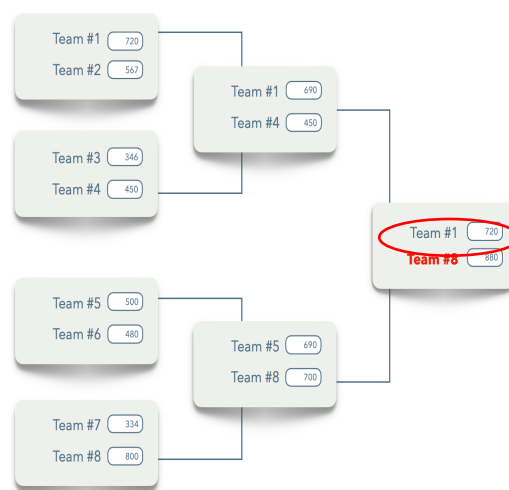 Team #1 720
Team #2 567
Team #3 346
Team #4 450
Team #5 500
Team #6 480
Team #7 334
Team #8 800
Team #1 690
Team #4 450
Team #5 690
Team #8 700
Team #1 720
Team #8 880